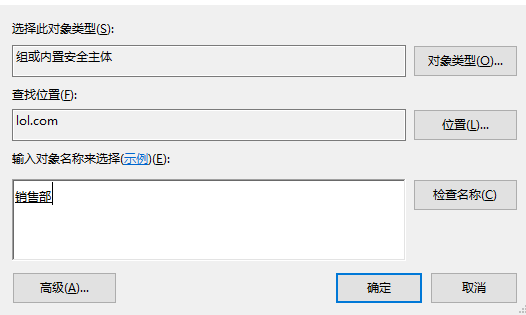 选择此对象类型(S):
组或内置安全主体
对象类型(O)...
查找位置(F):
lol.com
位置(L)...
输入对象名称来选择(示例)(E):
销售部
检查名称(C)
高级(A)...
确定
取消